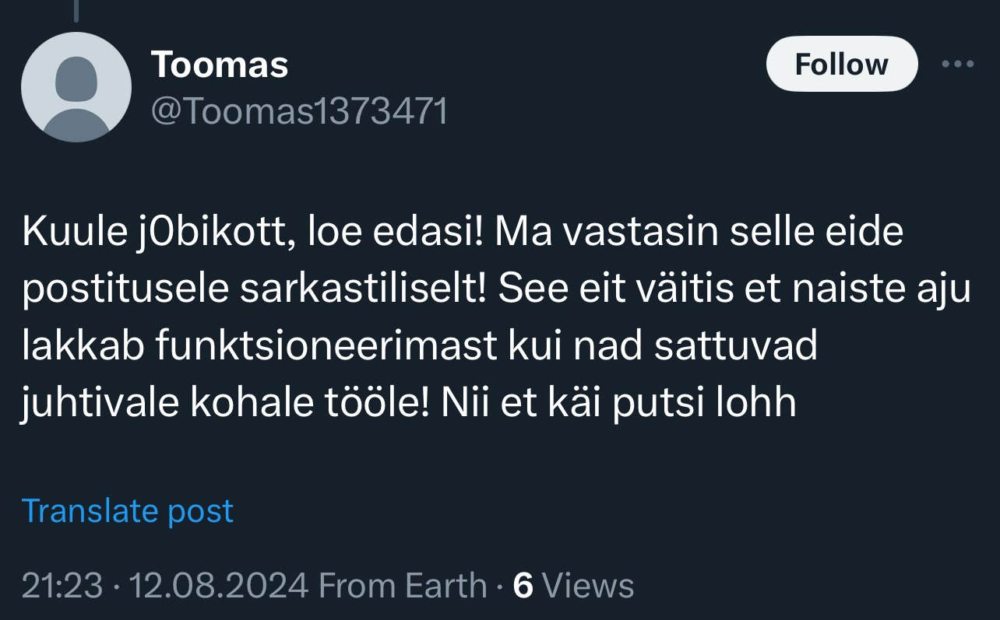 Toomas
Follow
@Toomas1373471
Kuule j0bikott, loe edasi! Ma vastasin selle eide
postitusele sarkastiliselt! See eit väitis et naiste aju
lakkab funktsioneerimast kui nad sattuvad
juhtivale kohale tööle! Nii et käi putsi lohh
Translate post
21:23 · 12.08.2024 From Earth · 6 Views